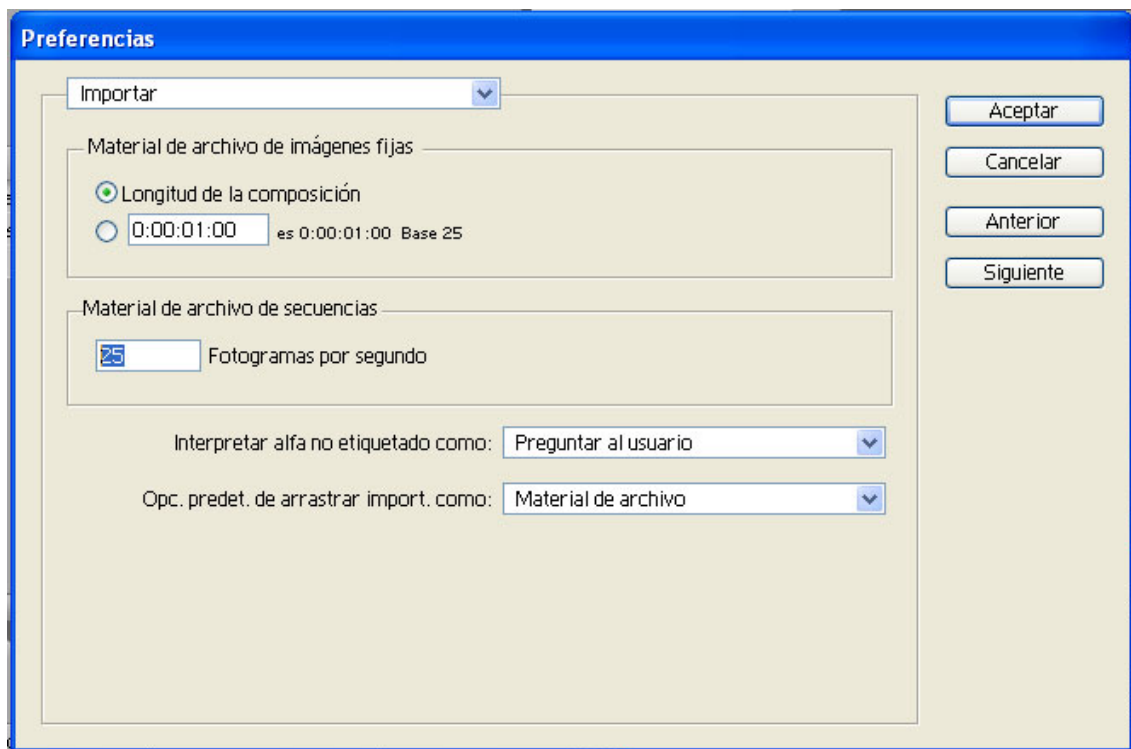 Preferencias
Importar
Aceptar
Material de archivo de imágenes fijas
Cancelar
Longitud de la composición
0:00:01:00 es 0:00:01:00 Base 25
Anterior
Siguiente
Material de archivo de secuencias
25 Fotogramas por segundo
Interpretar alfa no etiquetado como: Preguntar al usuario
Opc. predet. de arrastrar import. como: Material de archivo